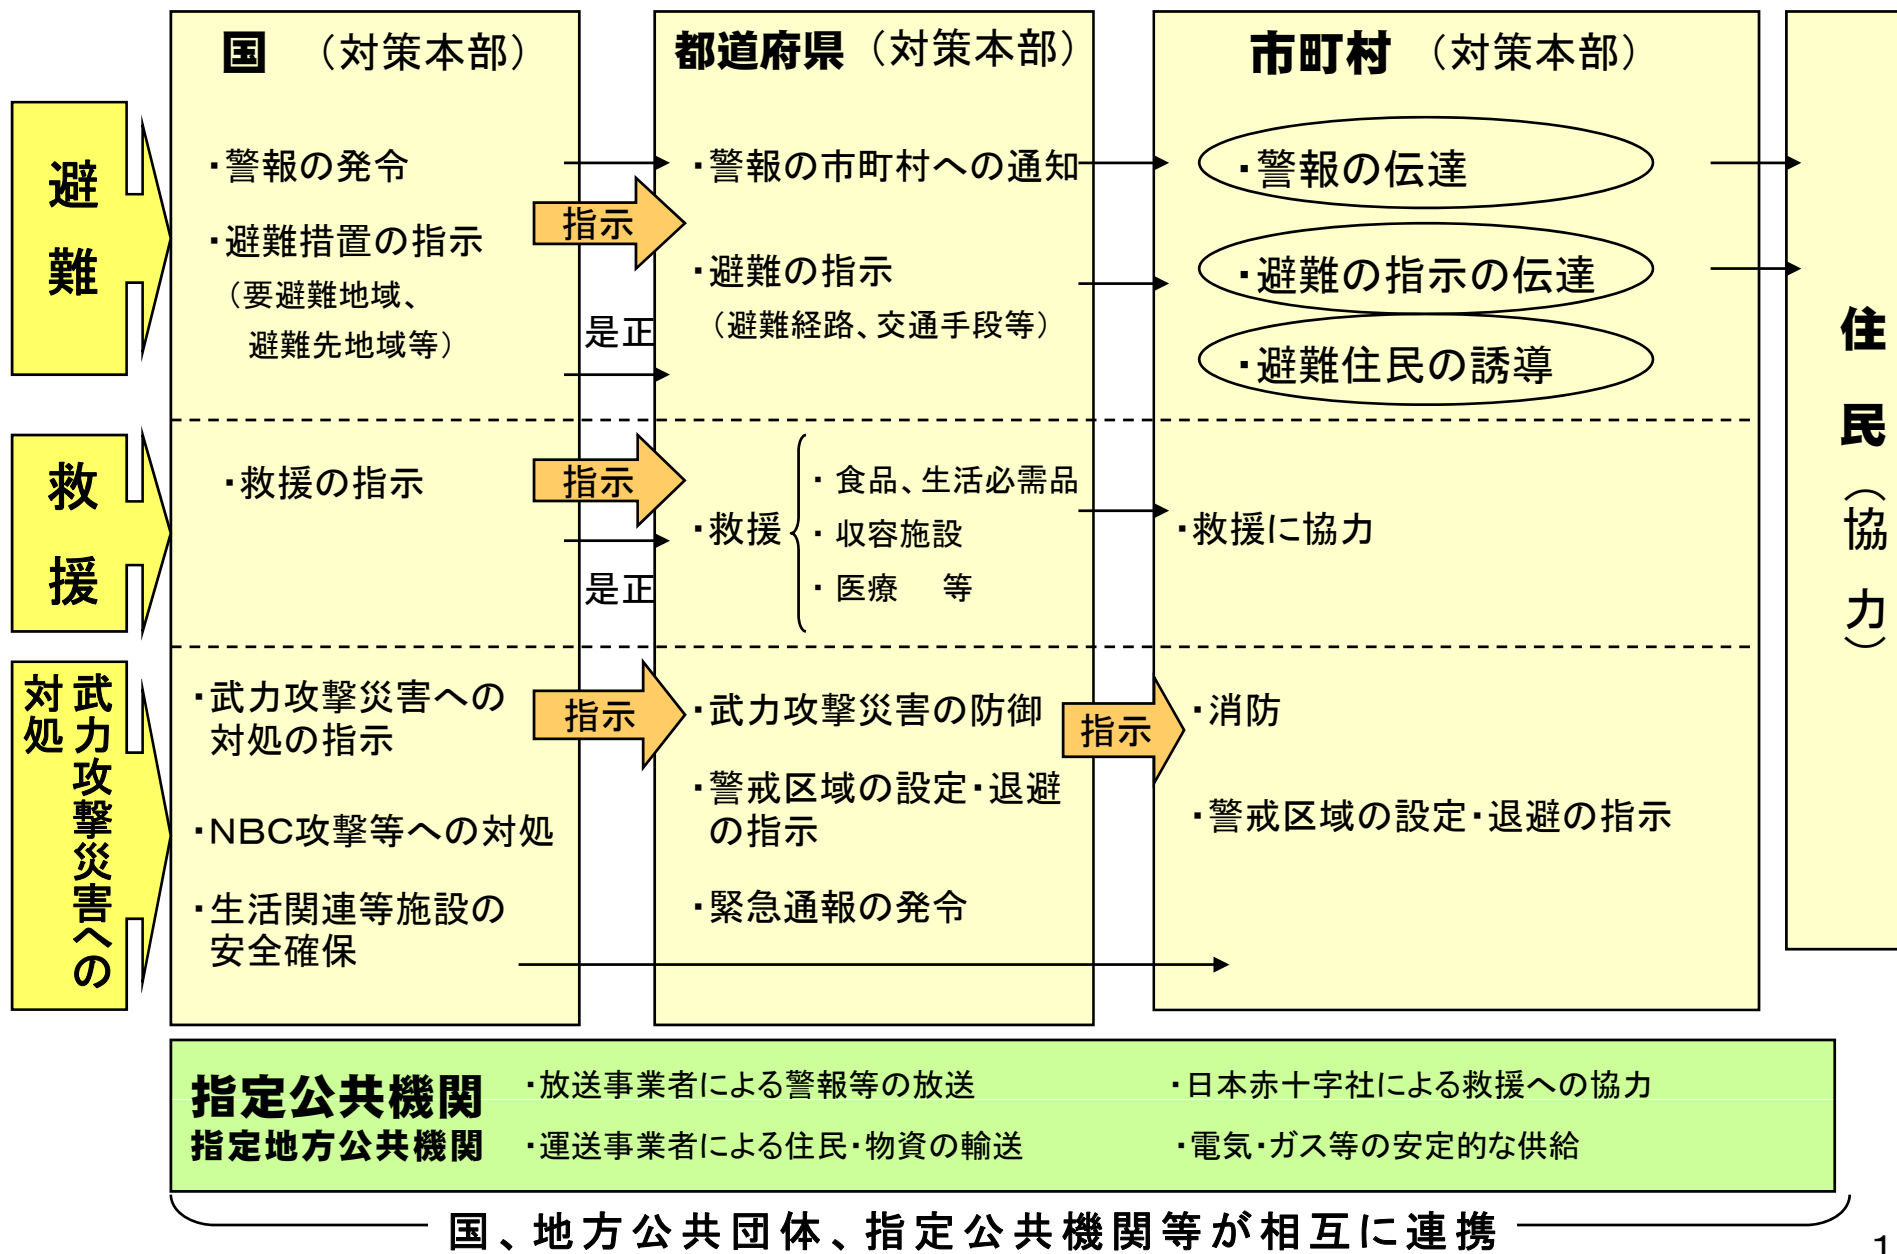 国 （対策本部）
都道府県（対策本部）
市町村 （対策本部）
避難
・警報の発令
・警報の市町村への通知
・警報の伝達
指示
・避難措置の指示
（要避難地域、
避難先地域等）
・避難の指示
（避難経路、交通手段等）
・避難の指示の伝達
是正
・避難住民の誘導
救援
・救援の指示
指示
是正
・救援
・ 食品、生活必需品
・ 収容施設
・ 医療　等
・救援に協力
武力攻撃災害への
対処
・武力攻撃災害への
対処の指示
指示
・武力攻撃災害の防御
指示
・消防
・NBC攻撃等への対処
・警戒区域の設定・退避
の指示
・警戒区域の設定・退避の指示
・生活関連等施設の
安全確保
・緊急通報の発令
住民（協力）
指定公共機関
指定地方公共機関
・放送事業者による警報等の放送
・日本赤十字社による救援への協力
・運送事業者による住民・物資の輸送
・電気・ガス等の安定的な供給
国、地方公共団体、指定公共機関等が相互に連携
1